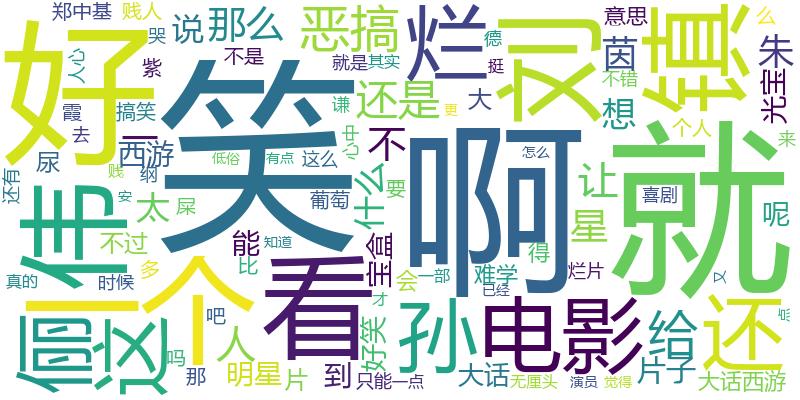 郑中基
贱人
哭
说
那么
恶搞
烂
刘
镇
意思
么
德
挺
茵
朱
好
人心
紫
不是
就是
其实
笑
还是
谦
大
不错
想
光宝
个人
来
霞
去
搞笑
一
不
西游
尿
心中
啊
怎么
就
还有
贱
纲
低俗
有点
这么
让
喜剧
伟
太
屎
葡萄
什么
要
星
呢
安
不过
能
宝盒
得
真的
时候
多
比
知道
会
一部
难学
烂片
又
俪
这
个
看
才
已经
孙
电影
给
还
点
吧
人
好笑
吗
那
明星
片
到
只能一点
大话
无厘头
演员
觉得
片子
大话西游
更